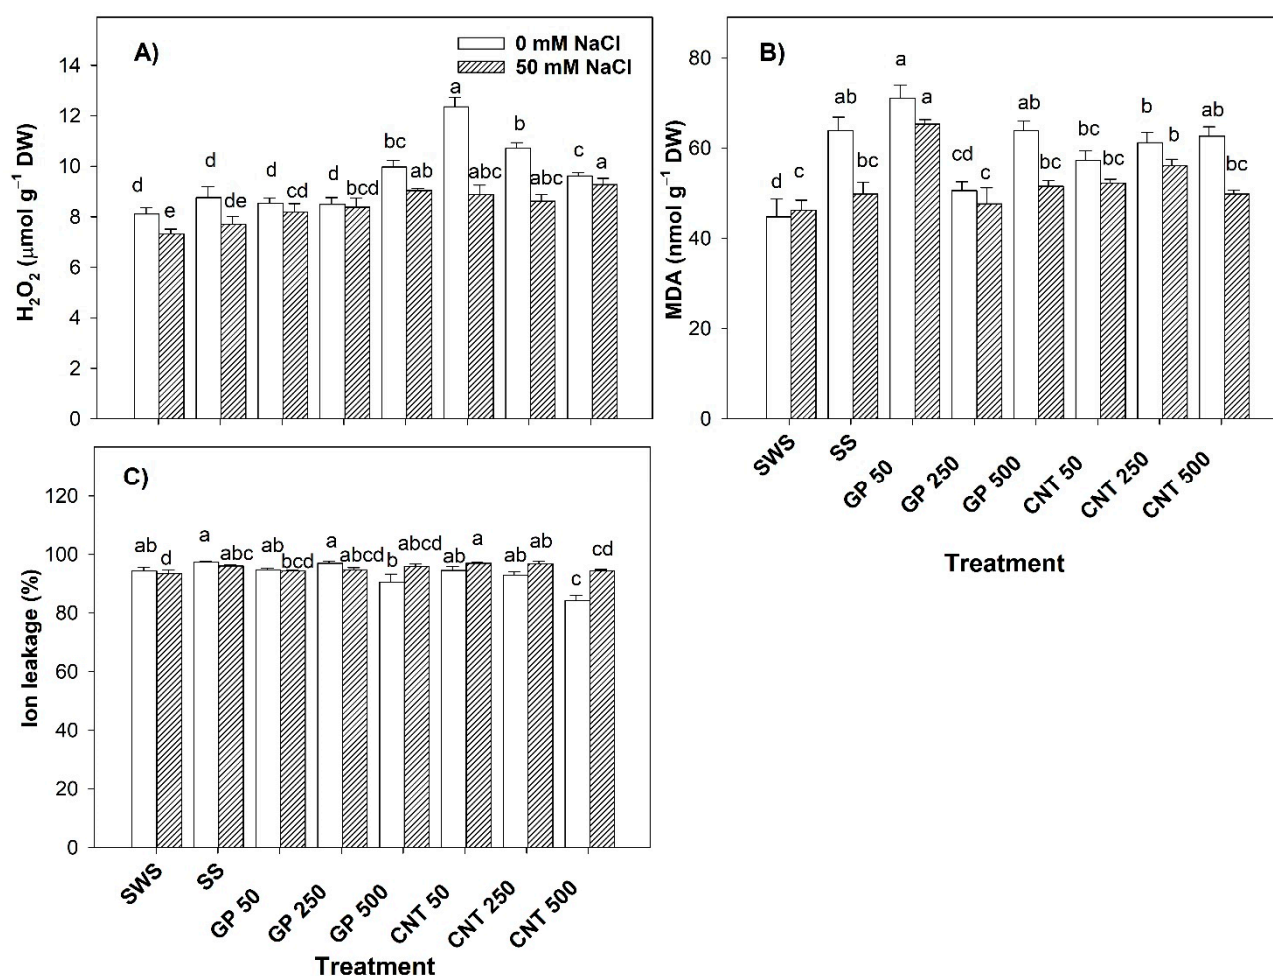 A)
0 mM NaCl
50 mM NaCl
H₂O₂ (μmol g⁻¹ DW)
14
12
10
8
6
4
2
0
d e d de d cd d bcd bc ab a abc b abc c a
B)
MDA (nmol g⁻¹ DW)
80
60
40
20
0
d c ab bc a a cd c ab bc bc bc b b ab bc
SWS SS GP 50 GP 250 GP 500 CNT 50 CNT 250 CNT 500
Treatment
C)
Ion leakage (%)
120
100
80
60
40
20
0
ab d a abc ab bcd a abcd b abcd ab a ab ab c cd
SWS SS GP 50 GP 250 GP 500 CNT 50 CNT 250 CNT 500
Treatment